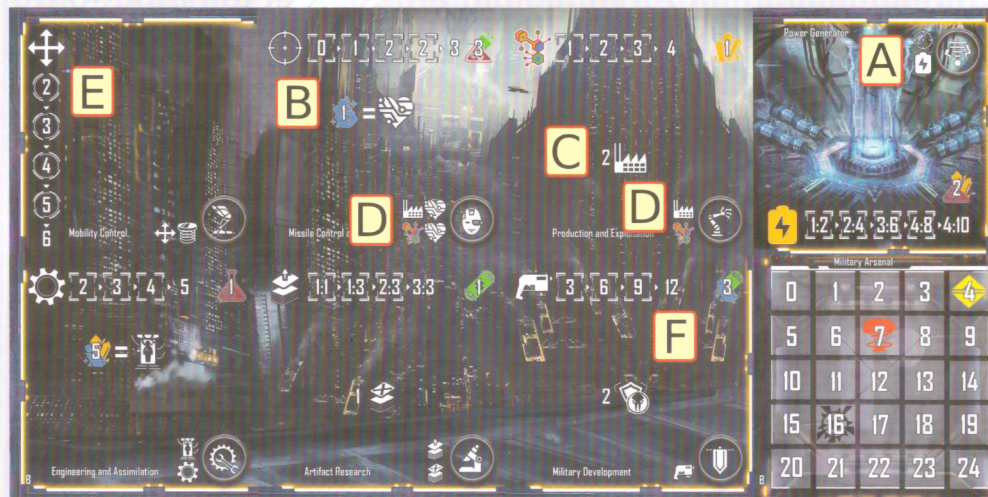 E
2
3
4
5
6
Mobility Control
B
0 1 2 2 3 3
1 =
D
Missile Control a
1 2 3 4 1
C
2
D
Production and Exploitation
Power Generator
A
2
1:2 2:4 3:6 4:8 4:10
2 3 4 5 1
5 =
Engineering and Assimilation
1:1 1:3 2:3 3:3 1
1
Artifact Research
3 6 9 12 3
F
2
Military Development
B
Military Arsenal
0 1 2 3 4
5 6 7 8 9
10 11 12 13 14
15 16 17 18 19
20 21 22 23 24
B